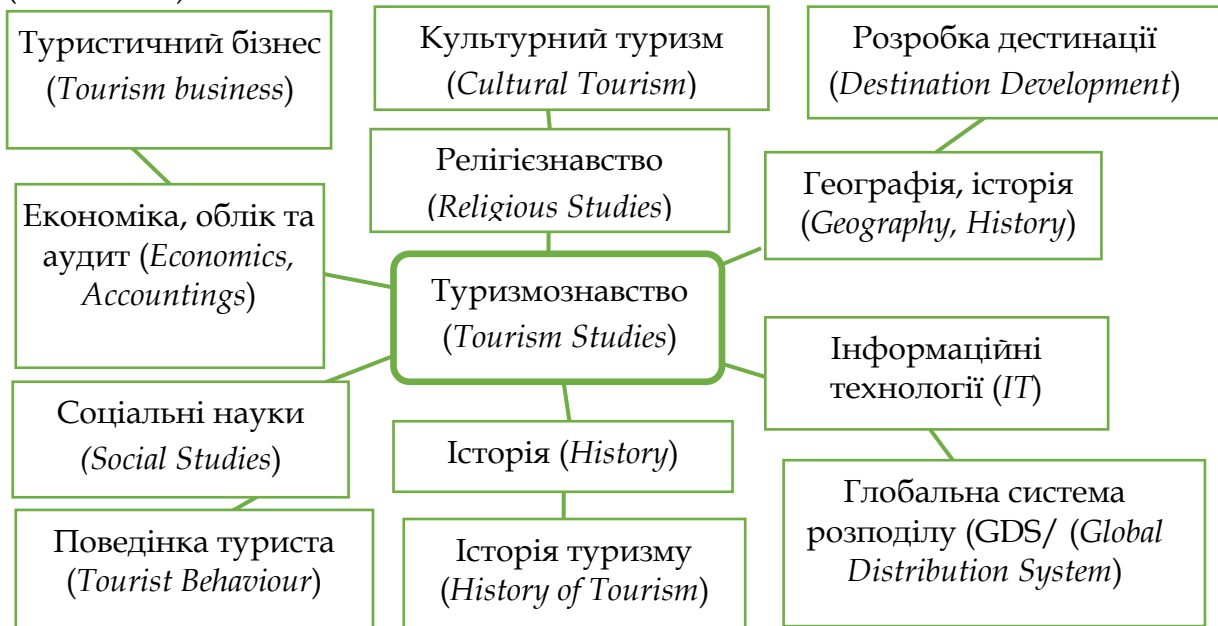 Туристичний бізнес
(Tourism business)
Культурний туризм
(Cultural Tourism)
Розробка дестинації
(Destination Development)
Релігієзнавство
(Religious Studies)
Географія, історія
(Geography, History)
Економіка, облік та
аудит (Economics,
Accountings)
Туризмознавство
(Tourism Studies)
Інформаційні
технології (IT)
Соціальні науки
(Social Studies)
Історія (History)
Глобальна система
розподілу (GDS/ (Global
Distribution System)
Поведінка туриста
(Tourist Behaviour)
Історія туризму
(History of Tourism)